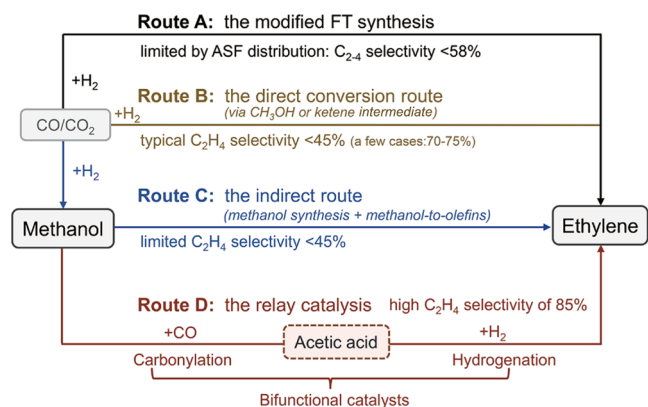 Route A: the modified FT synthesis
limited by ASF distribution: C₂₋₄ selectivity <58%
+H₂
Route B: the direct conversion route
+H₂
(via CH₃OH or ketene intermediate)
CO/CO₂
typical C₂H₄ selectivity <45% (a few cases:70-75%)
+H₂
Route C: the indirect route
(methanol synthesis + methanol-to-olefins)
Methanol
Ethylene
limited C₂H₄ selectivity <45%
Route D: the relay catalysis high C₂H₄ selectivity of 85%
+CO
+H₂
Acetic acid
Carbonylation
Hydrogenation
Bifunctional catalysts